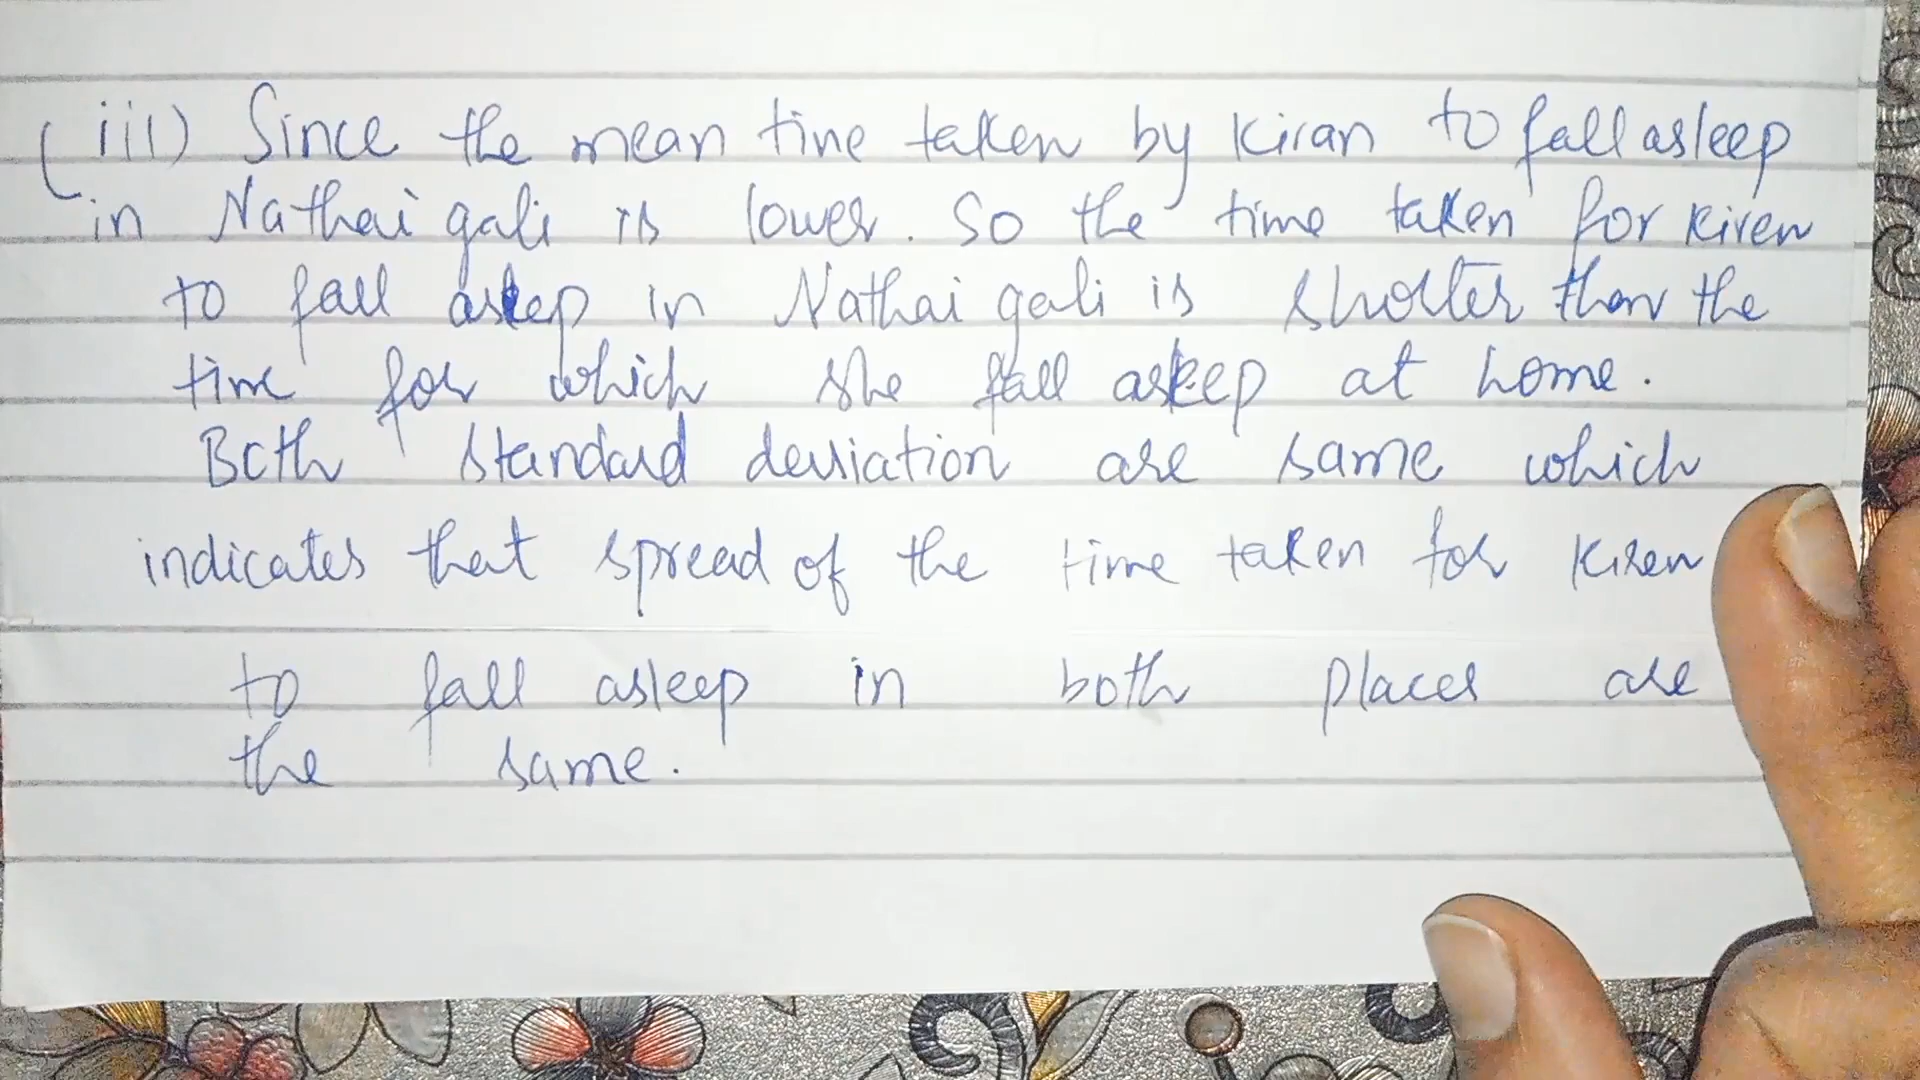 (iii) Since the mean time taken by Kiran to fall asleep
in Nathai gali is lower. So the time taken for Kiren
to fall asleep in Nathai gali is shorter than the
time for which she fall asleep at home.
Both standard deviation are same which
indicates that spread of the time taken for Kiren
to fall asleep in both places are
the same.